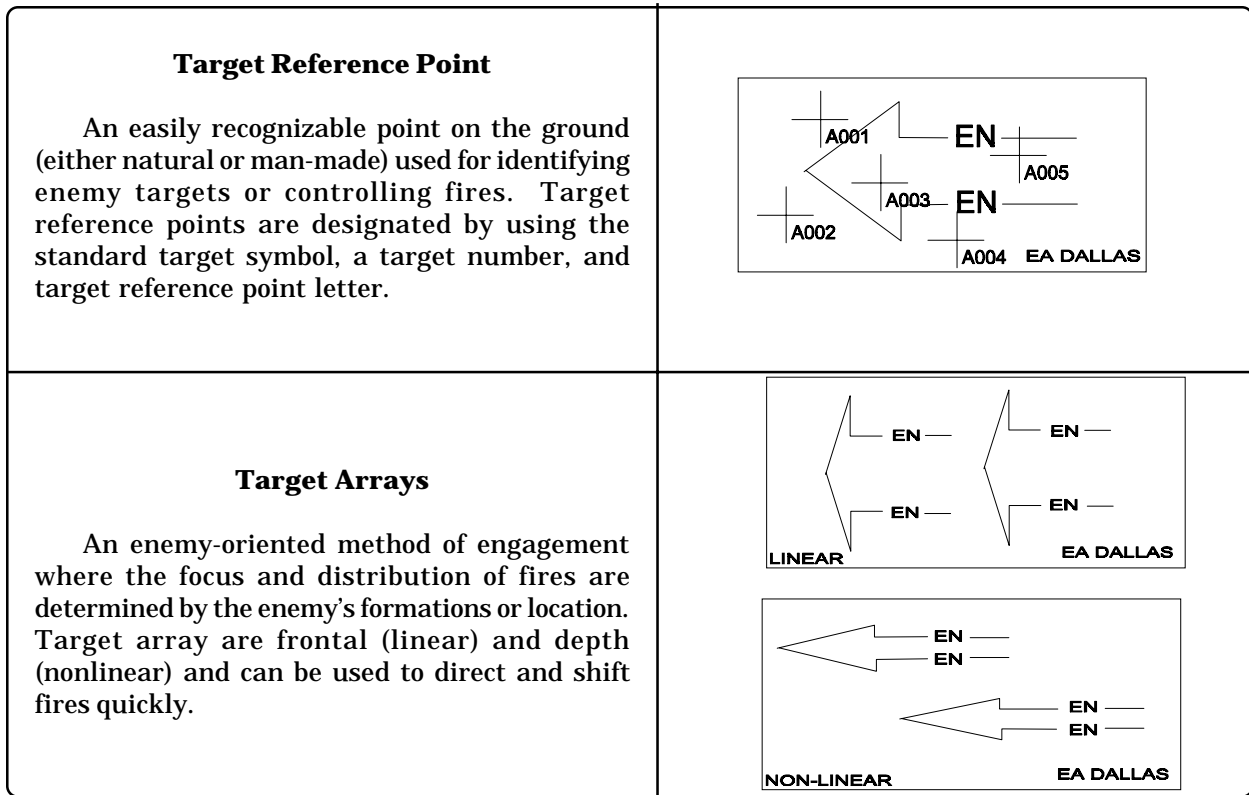 Target Reference Point
An easily recognizable point on the ground
(either natural or man-made) used for identifying
enemy targets or controlling fires. Target
reference points are designated by using the
standard target symbol, a target number, and
target reference point letter.
A001
EN
A005
A003
EN
A002
A004
EA DALLAS
Target Arrays
An enemy-oriented method of engagement
where the focus and distribution of fires are
determined by the enemy's formations or location.
Target array are frontal (linear) and depth
(nonlinear) and can be used to direct and shift
fires quickly.
EN
EN
EN
EN
LINEAR
EA DALLAS
EN
EN
EN
EN
NON-LINEAR
EA DALLAS